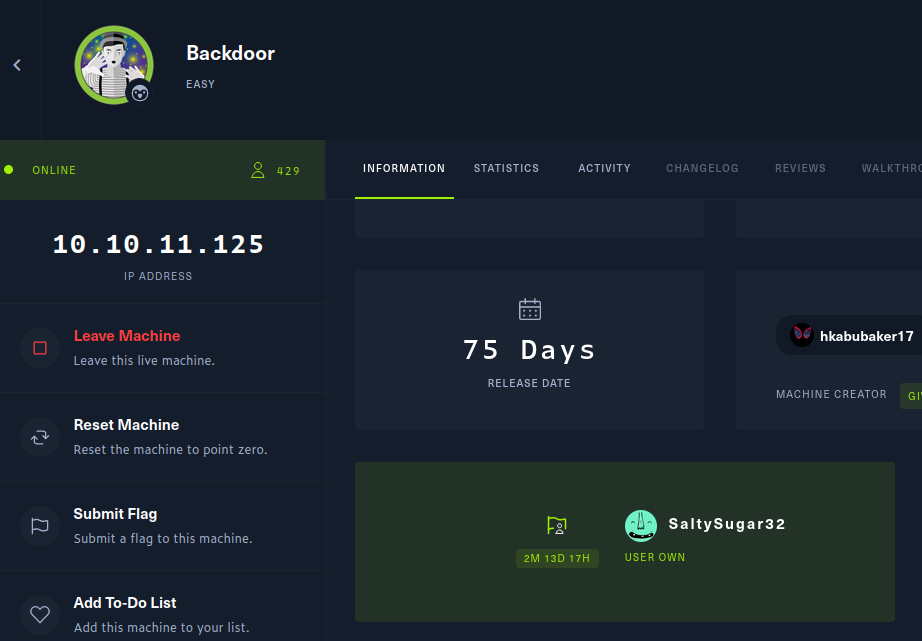 Backdoor
EASY
ONLINE
429
10.10.11.125
IP ADDRESS
Leave Machine
Leave this live machine.
Reset Machine
Reset the machine to point zero.
Submit Flag
Submit a flag to this machine.
Add To-Do List
Add this machine to your list.
INFORMATION STATISTICS ACTIVITY CHANGELOG REVIEWS WALKTHRO
75 Days
RELEASE DATE
hkabubaker17
MACHINE CREATOR GI
SaltySugar32
2M 13D 17H
USER OWN